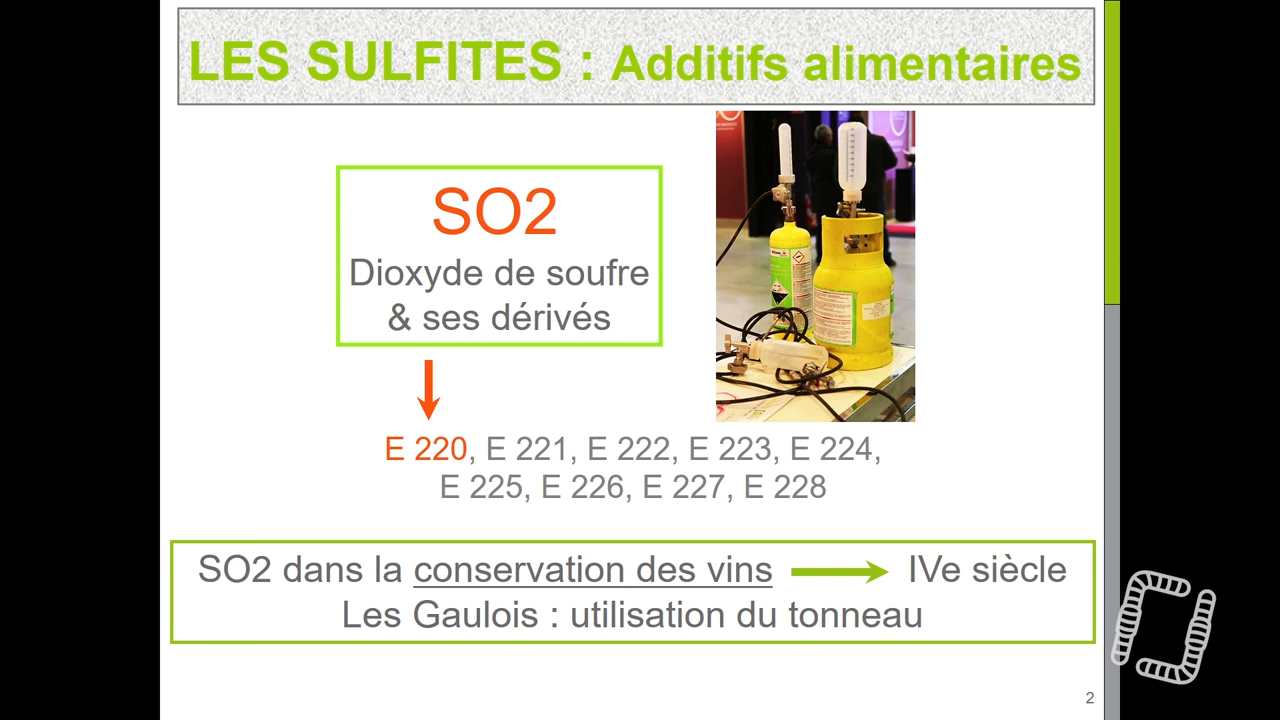 LES SULFITES : Additifs alimentaires
SO2
Dioxyde de soufre
& ses dérivés
E 220, E 221, E 222, E 223, E 224,
E 225, E 226, E 227, E 228
SO2 dans la conservation des vins IVe siècle
Les Gaulois : utilisation du tonneau
2